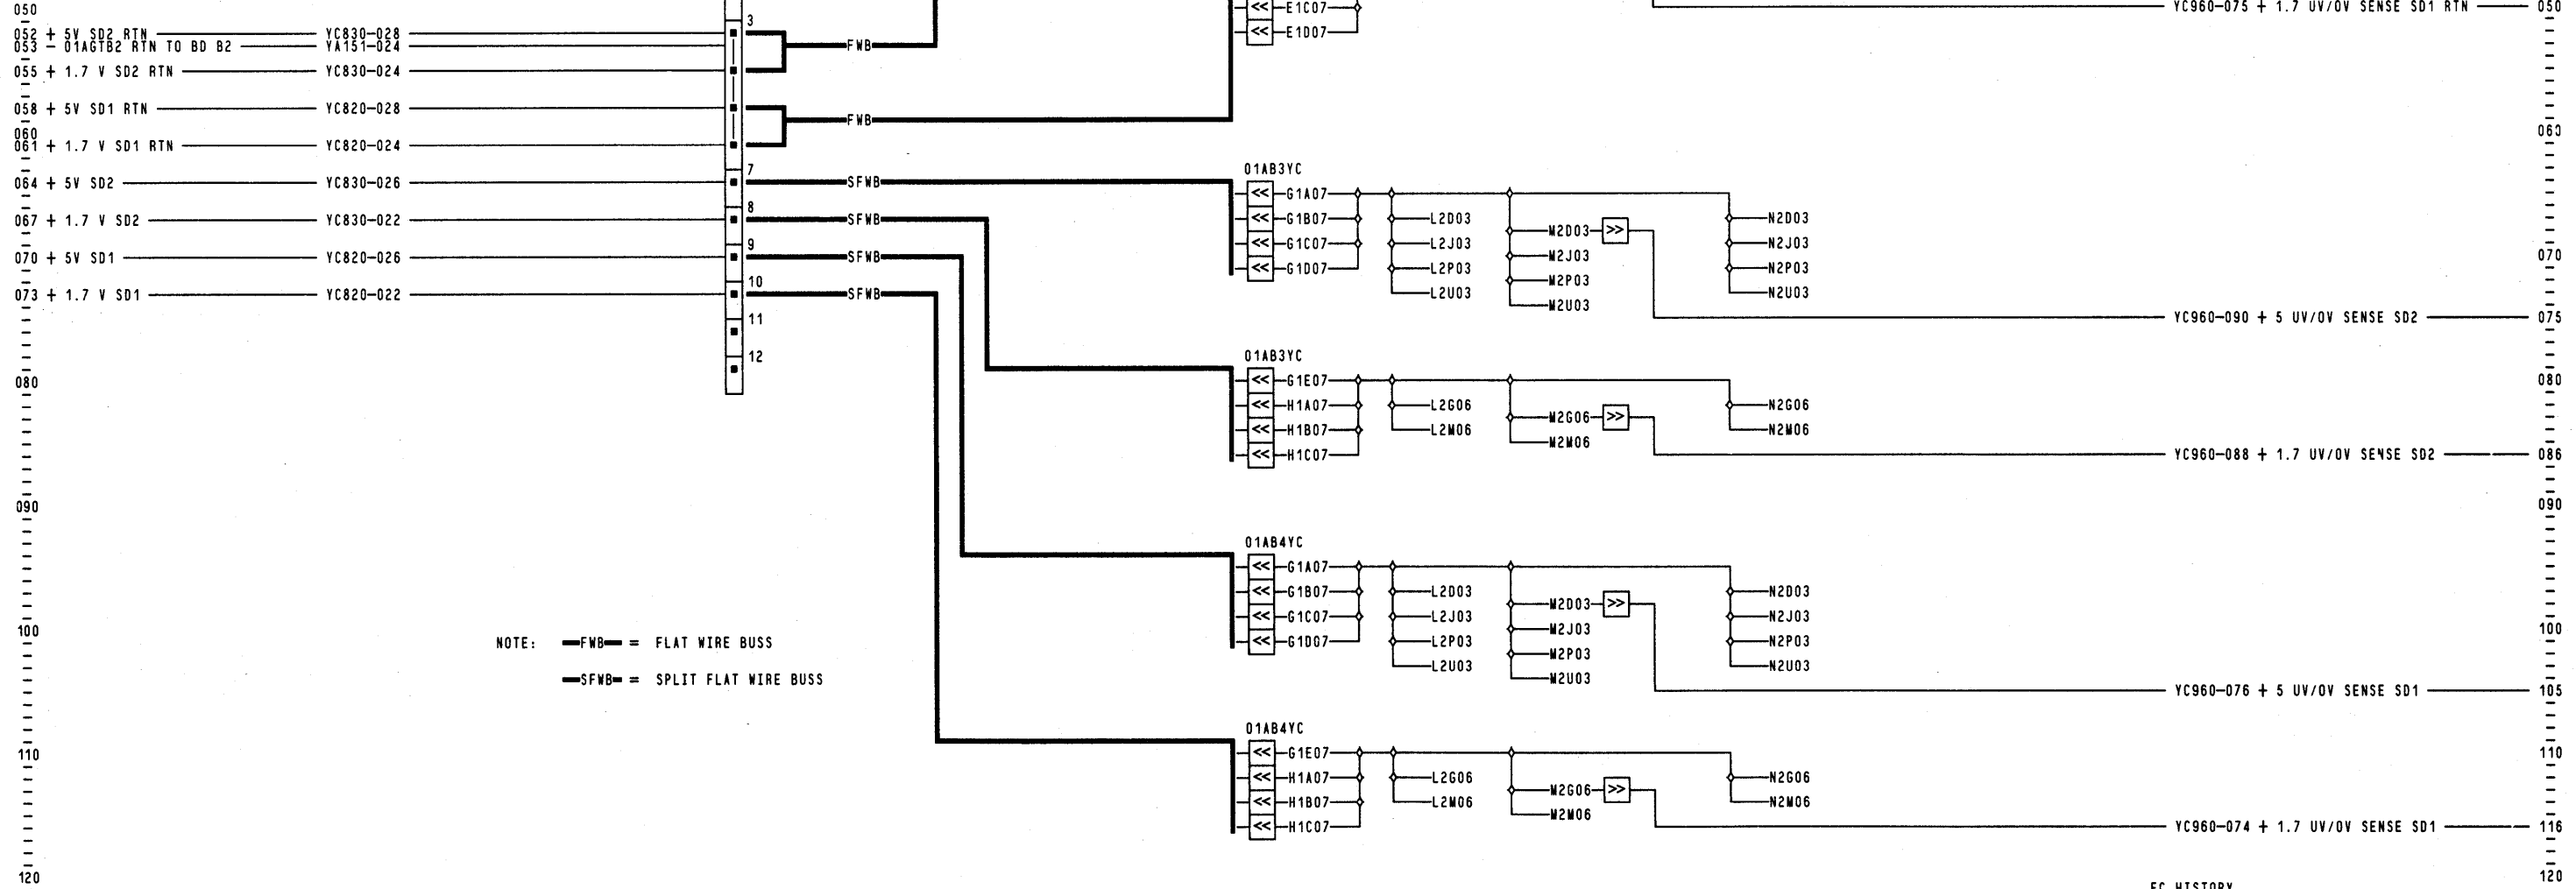 050
E1C07
YC960-075 + 1.7 UV/OV SENSE SD1 RTN
050
3
052 + 5V SD2 RTN YC830-028
E1D07
053 - 01AGTB2 RTN TO BD B2 YA151-024
FWB
055 + 1.7 V SD2 RTN YC830-024
058 + 5V SD1 RTN YC820-028
FWB
060
060
061 + 1.7 V SD1 RTN YC820-024
7
01AB3YC
064 + 5V SD2 YC830-026
SFWB
G1A07
8
067 + 1.7 V SD2 YC830-022
SFWB
G1B07 L2D03 N2D03
M2D03
9
G1C07 L2J03 N2J03
070 + 5V SD1 YC820-026
SFWB
M2J03
070
G1D07 L2P03 N2P03
10
M2P03
073 + 1.7 V SD1 YC820-022
SFWB
L2U03 N2U03
M2U03
11
YC960-090 + 5 UV/OV SENSE SD2
075
12
01AB3YC
080
G1E07
080
H1A07 L2G06 N2G06
M2G06
H1B07 L2M06 N2M06
M2M06
H1C07
YC960-088 + 1.7 UV/OV SENSE SD2
086
090
090
01AB4YC
G1A07
G1B07 L2D03 N2D03
M2D03
G1C07 L2J03 N2J03
100
M2J03
100
NOTE: FWB = FLAT WIRE BUSS
G1D07 L2P03 N2P03
M2P03
L2U03 N2U03
SFWB = SPLIT FLAT WIRE BUSS
M2U03
YC960-076 + 5 UV/OV SENSE SD1
105
01AB4YC
110
G1E07
110
H1A07 L2G06 N2G06
M2G06
H1B07 L2M06 N2M06
M2M06
H1C07
YC960-074 + 1.7 UV/OV SENSE SD1
116
120
120
EC HISTORY